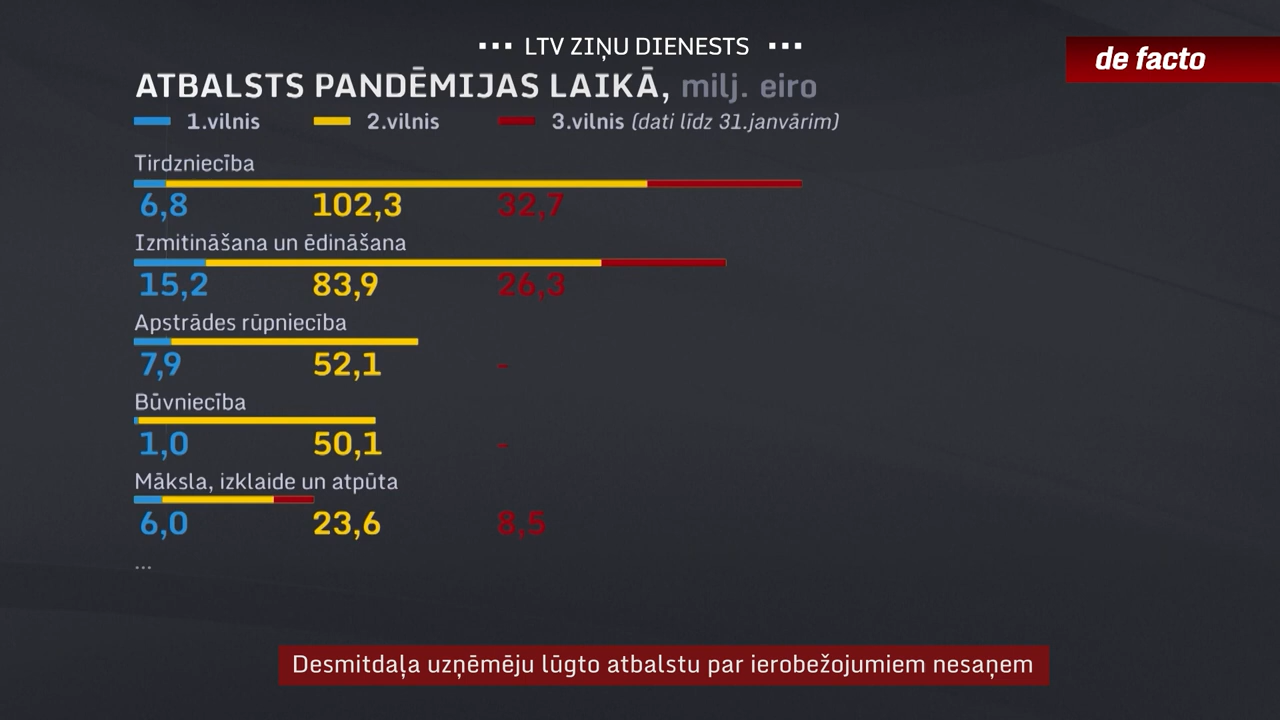 LTV ZIŅU DIENESTS
de facto
ATBALSTS PANDĒMIJAS LAIKĀ, milj. eiro
1.vilnis 2.vilnis 3.vilnis (dati līdz 31.janvārim)
Tirdzniecība
6,8 102,3 32,7
Izmitināšana un ēdināšana
15,2 83,9 26,3
Apstrādes rūpniecība
7,9 52,1 -
Būvniecība
1,0 50,1 -
Māksla, izklaide un atpūta
6,0 23,6 8,5
...
Desmitdaļa uzņēmēju lūgto atbalstu par ierobežojumiem nesaņem